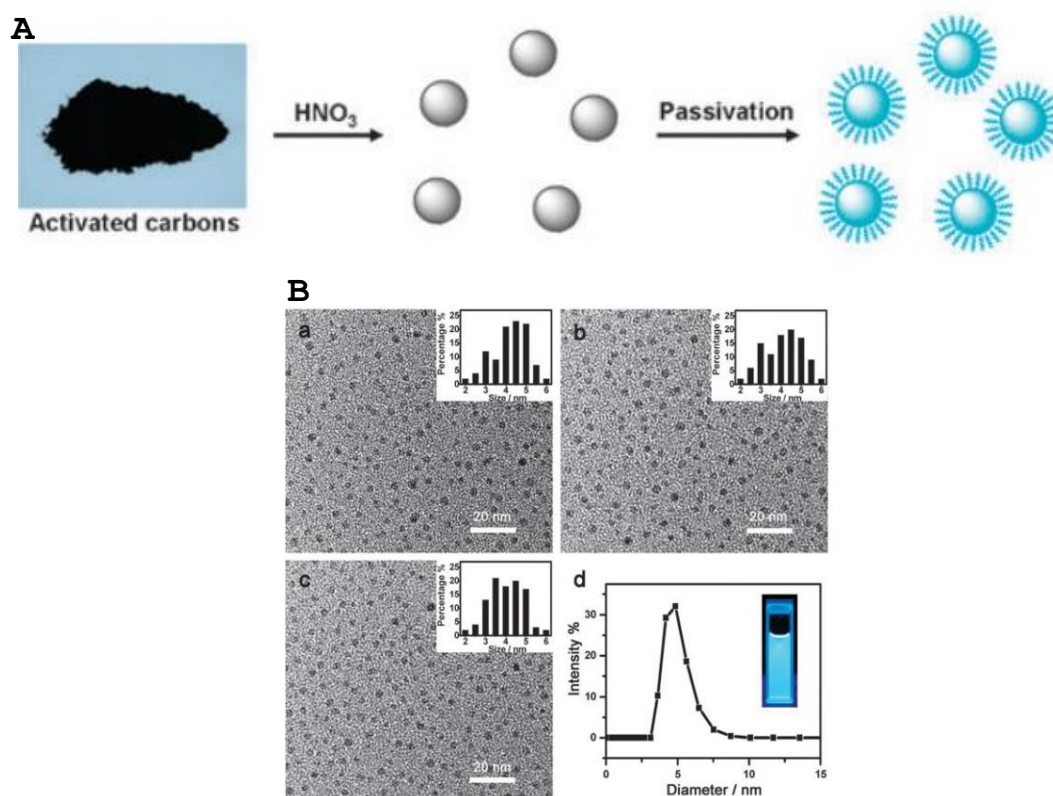 A
HNO₃
Passivation
Activated carbons
B
a
25
20
15
10
5
0
Percentage %
2 3 4 5 6
Size / nm
20 nm
b
25
20
15
10
5
0
Percentage %
2 3 4 5 6
Size / nm
20 nm
c
25
20
15
10
5
0
Percentage %
2 3 4 5 6
Size / nm
20 nm
d
30
20
10
0
Intensity %
0 5 10 15
Diameter / nm